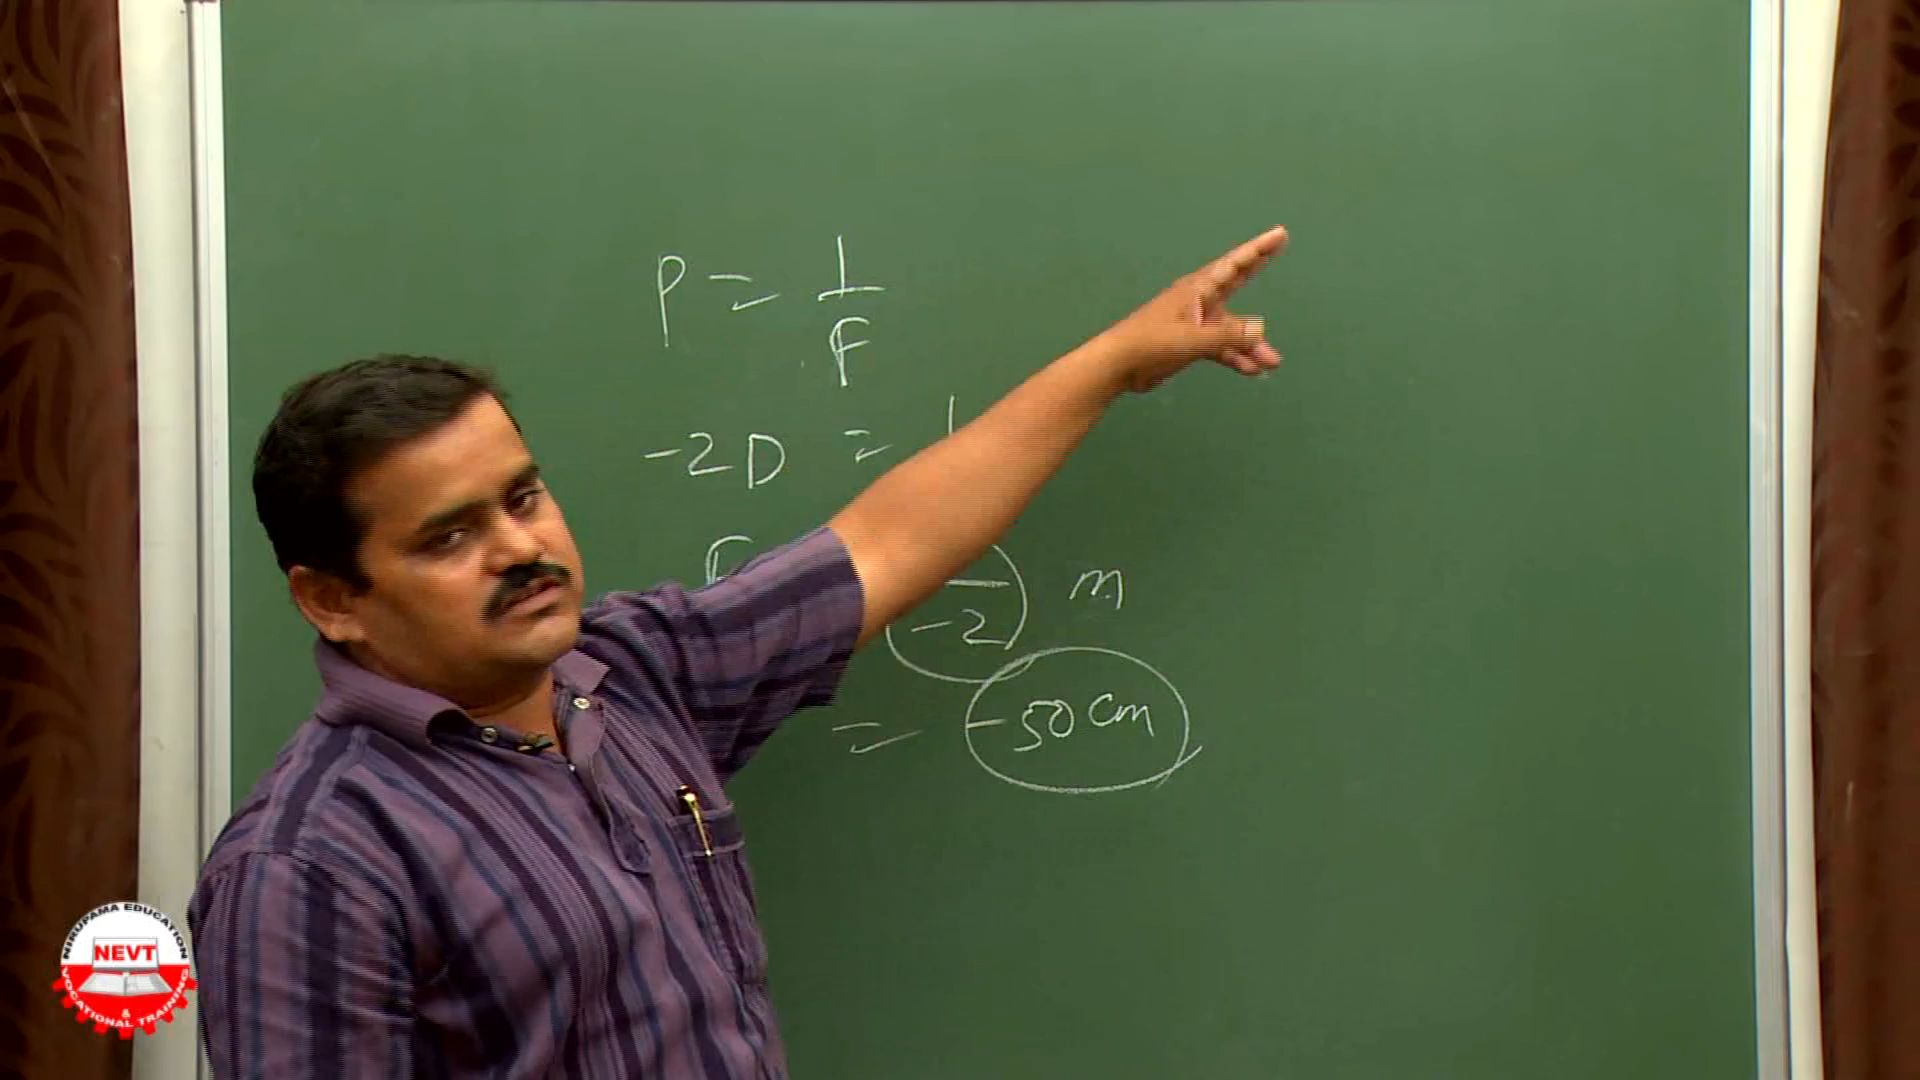 P = 1/F
-2D = 1
F
-2 m
= -50 cm
NIRUPAMA EDUCATION
NEVT
& 
VOCATIONAL TRAINING